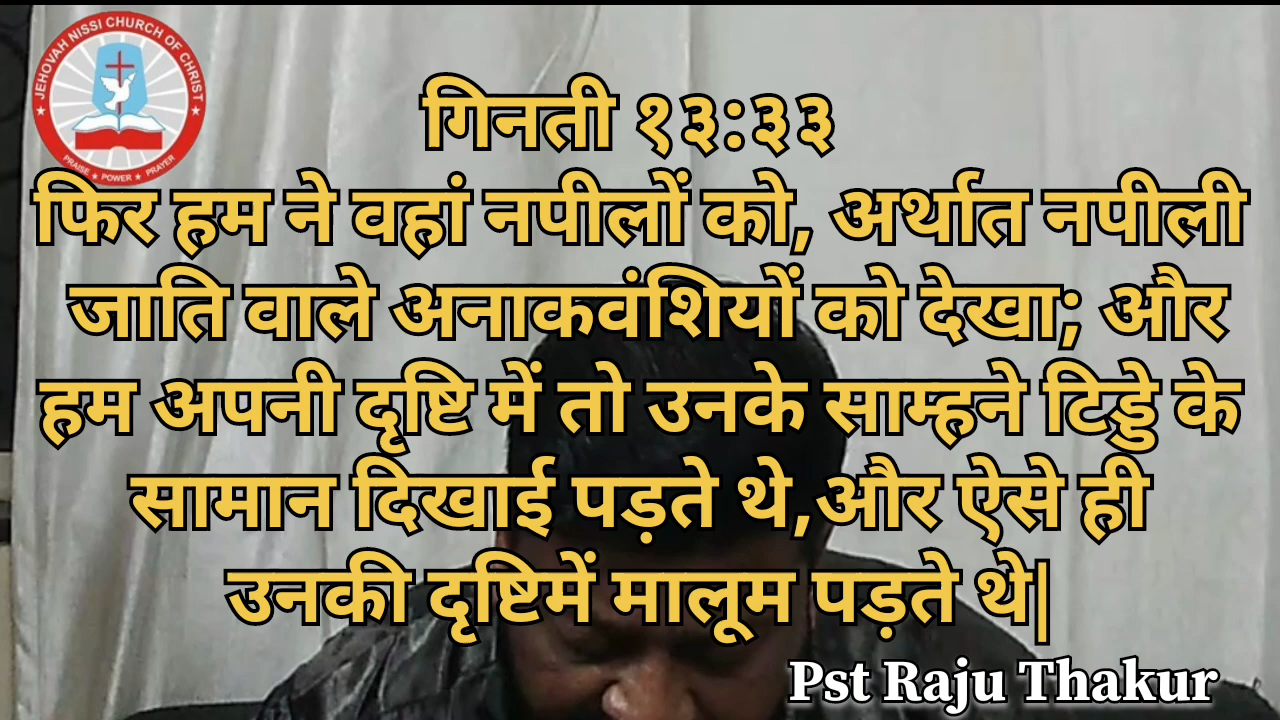 JEHOVAH NISSI CHURCH OF CHRIST
PRAISE ★ POWER ★ PRAYER
गिनती १३:३३
फिर हम ने वहां नपीलों को, अर्थात नपीली
जाति वाले अनाकवंशियों को देखा; और
हम अपनी दृष्टि में तो उनके साम्हने टिड्डे के
सामान दिखाई पड़ते थे,और ऐसे ही
उनकी दृष्टिमें मालूम पड़ते थे|
Pst Raju Thakur